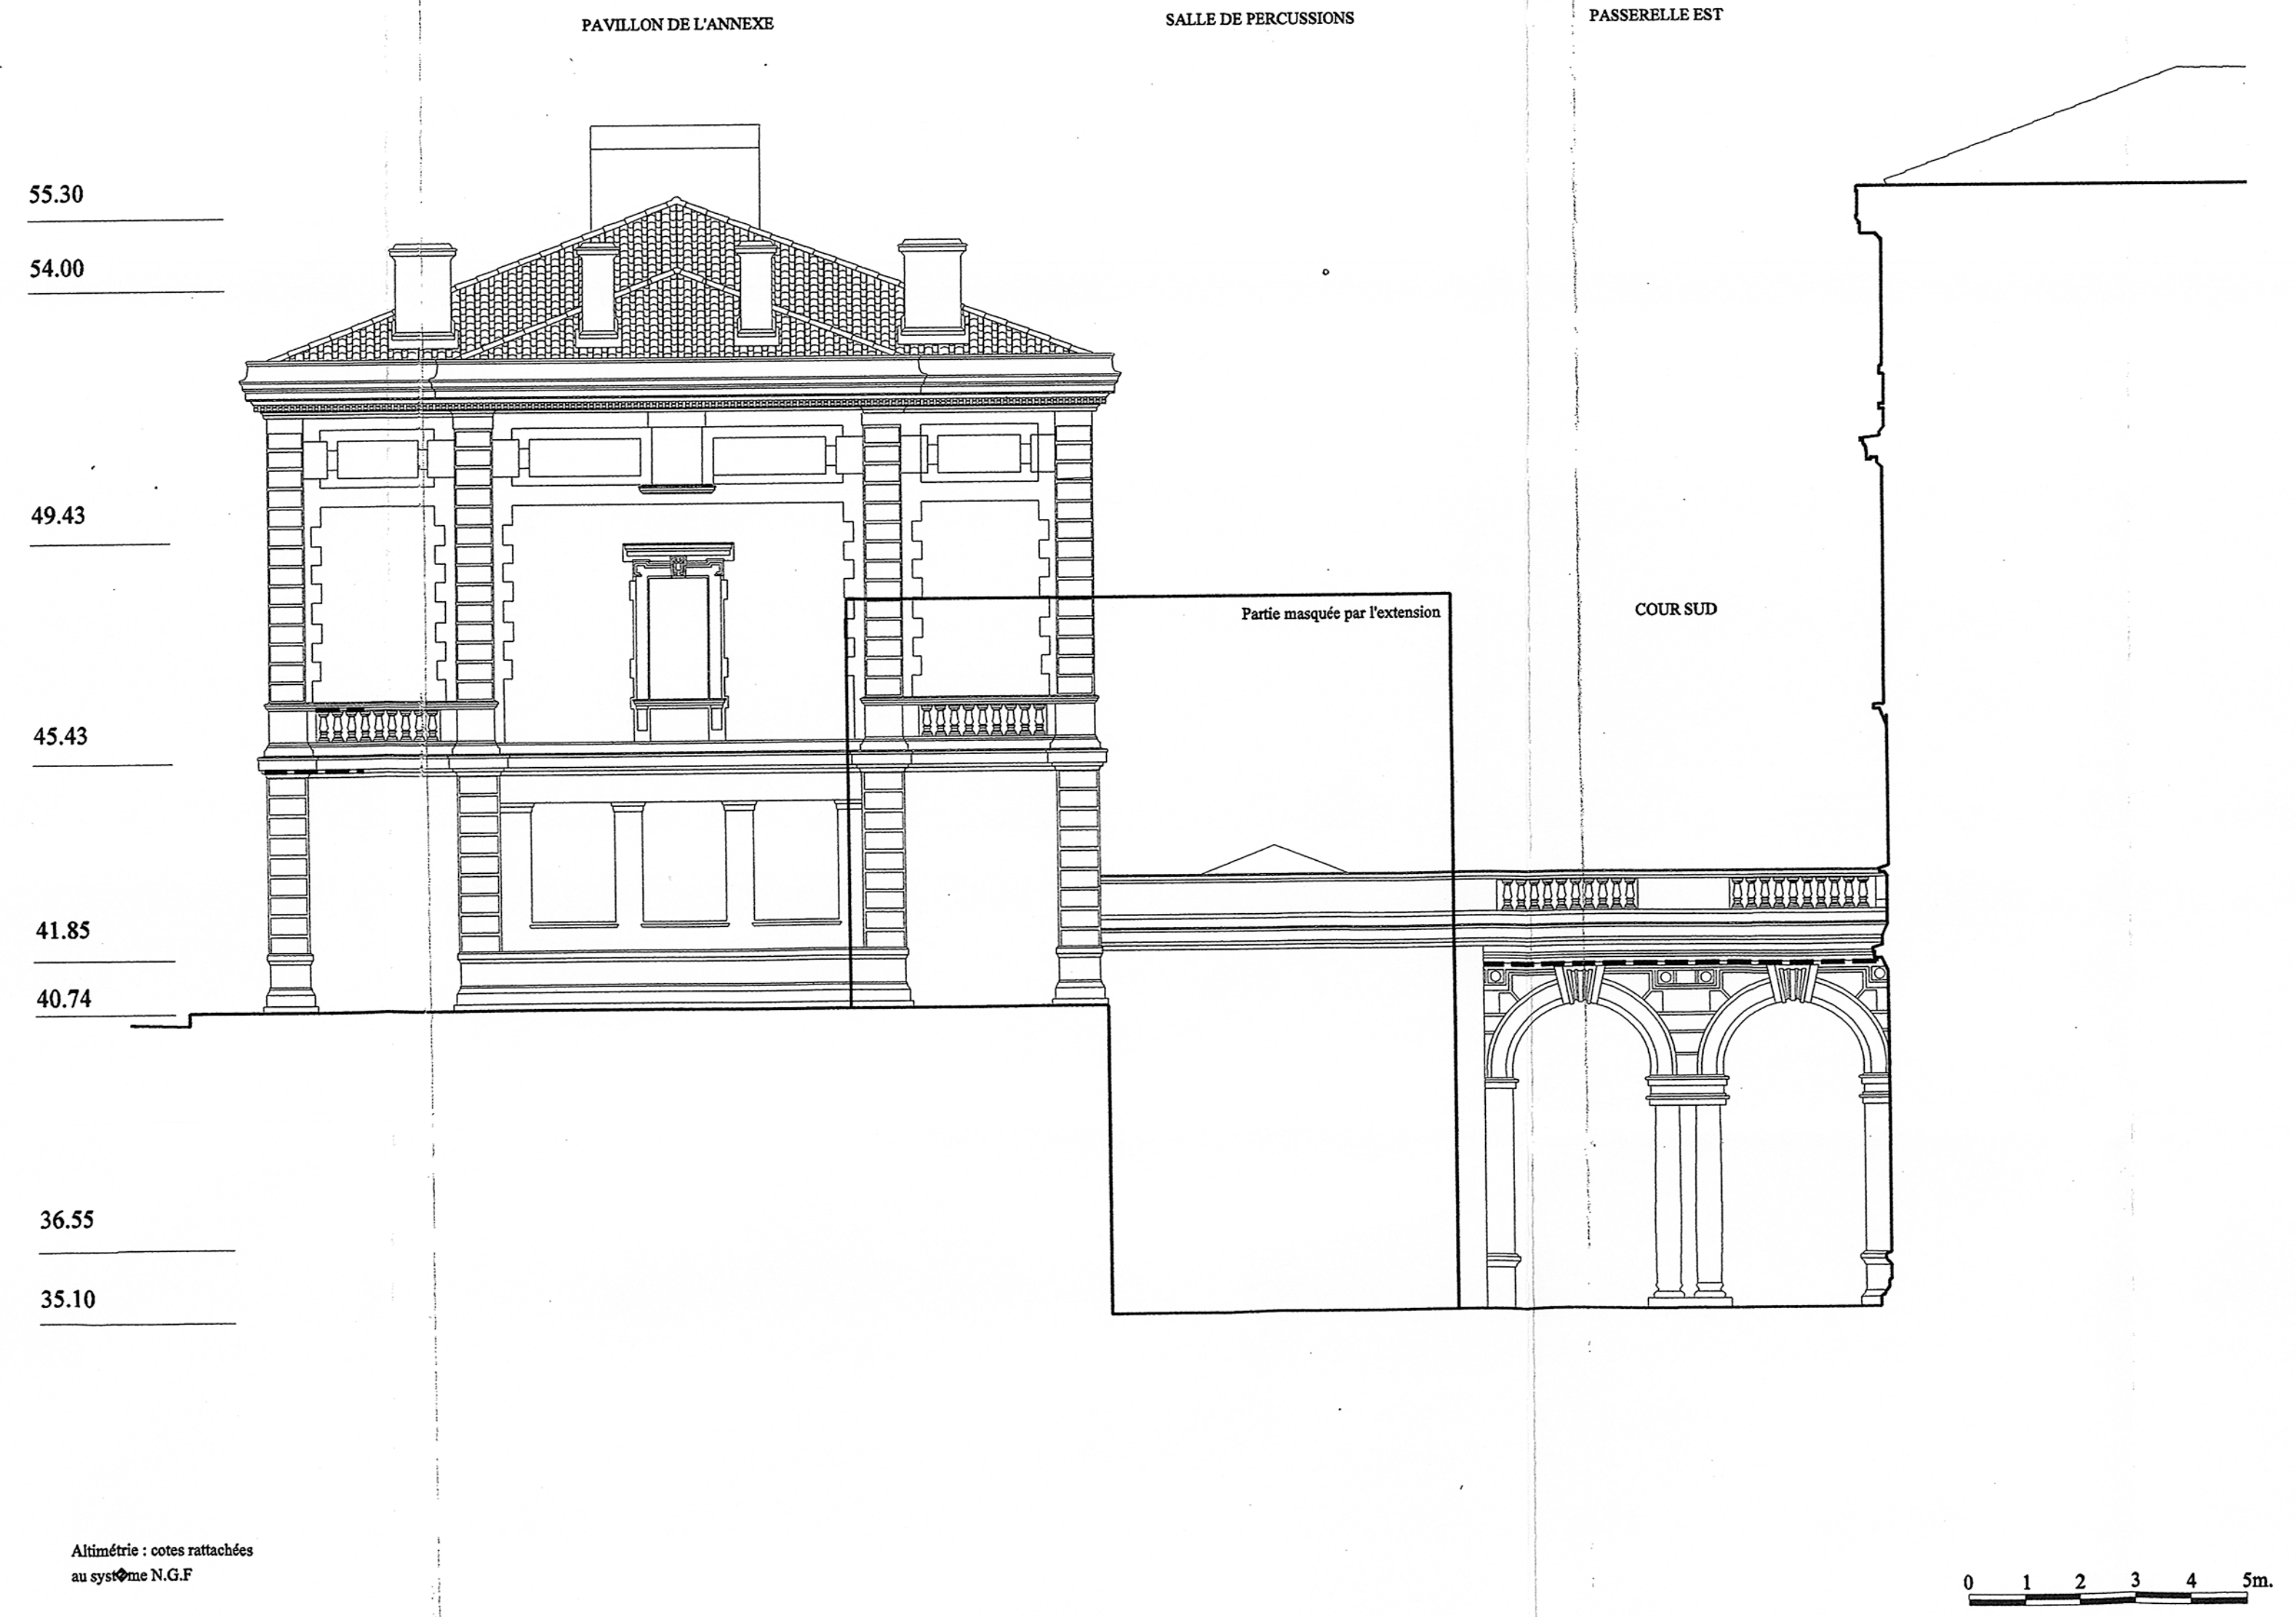 PAVILLON DE L'ANNEXE
SALLE DE PERCUSSIONS
PASSERELLE EST
55.30
54.00
49.43
Partie masquée par l'extension
COUR SUD
45.43
41.85
40.74
36.55
35.10
Altimétrie : cotes rattachées
au syst�me N.G.F
0 1 2 3 4 5m.